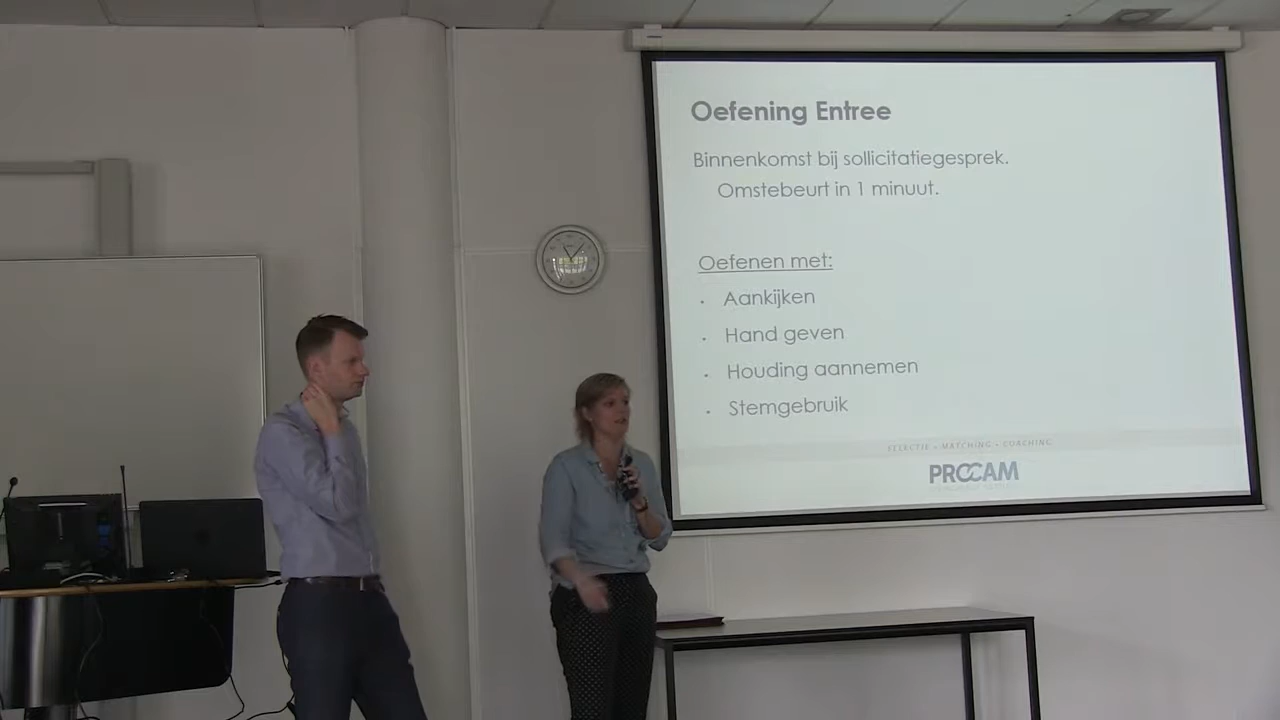 Oefening Entree
Binnenkomst bij sollicitatiegesprek.
Omstebeurt in 1 minuut.
Oefenen met:
• Aankijken
• Hand geven
• Houding aannemen
• Stemgebruik
SELECTIE • MATCHING • COACHING
PROCAM